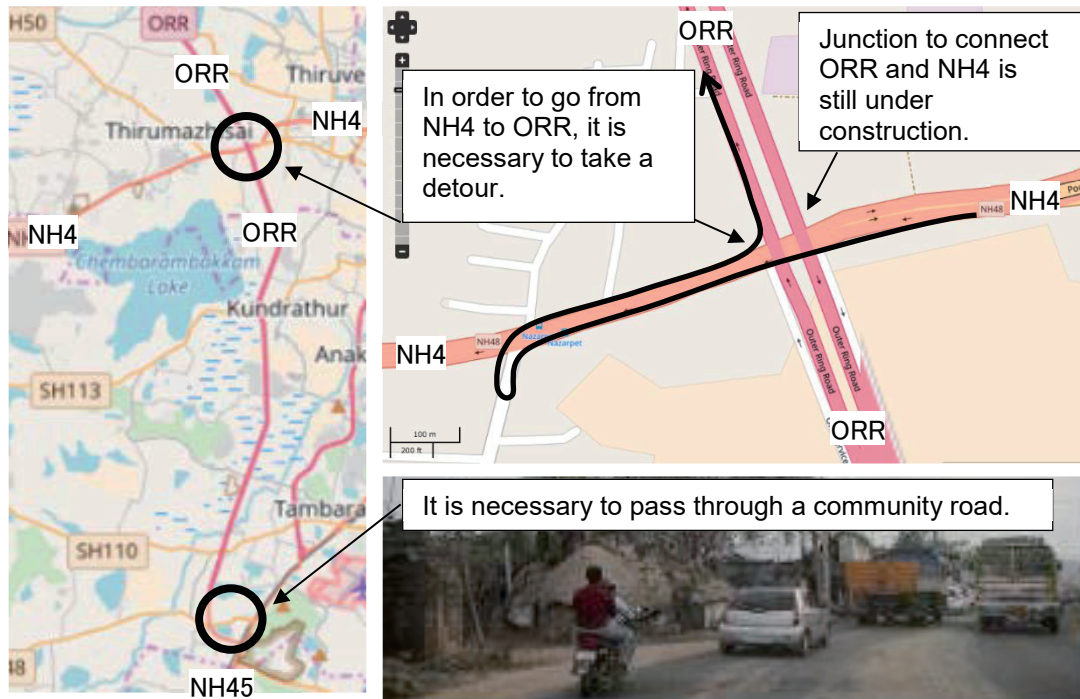 H50
ORR
ORR
Thiruve
Thirumazhisai
NH4
NH4
ORR
Chembarambakkam
Lake
Kundrathur
Anak
SH113
Tambara
SH110
48
NH45
In order to go from
NH4 to ORR, it is
necessary to take a
detour.
ORR
Junction to connect
ORR and NH4 is
still under
construction.
Outer Ring Road
NH48
NH4
NH4
NH48
Nazarpet
Outer Ring Road
Outer Ring Road
ORR
100 m
200 ft
It is necessary to pass through a community road.